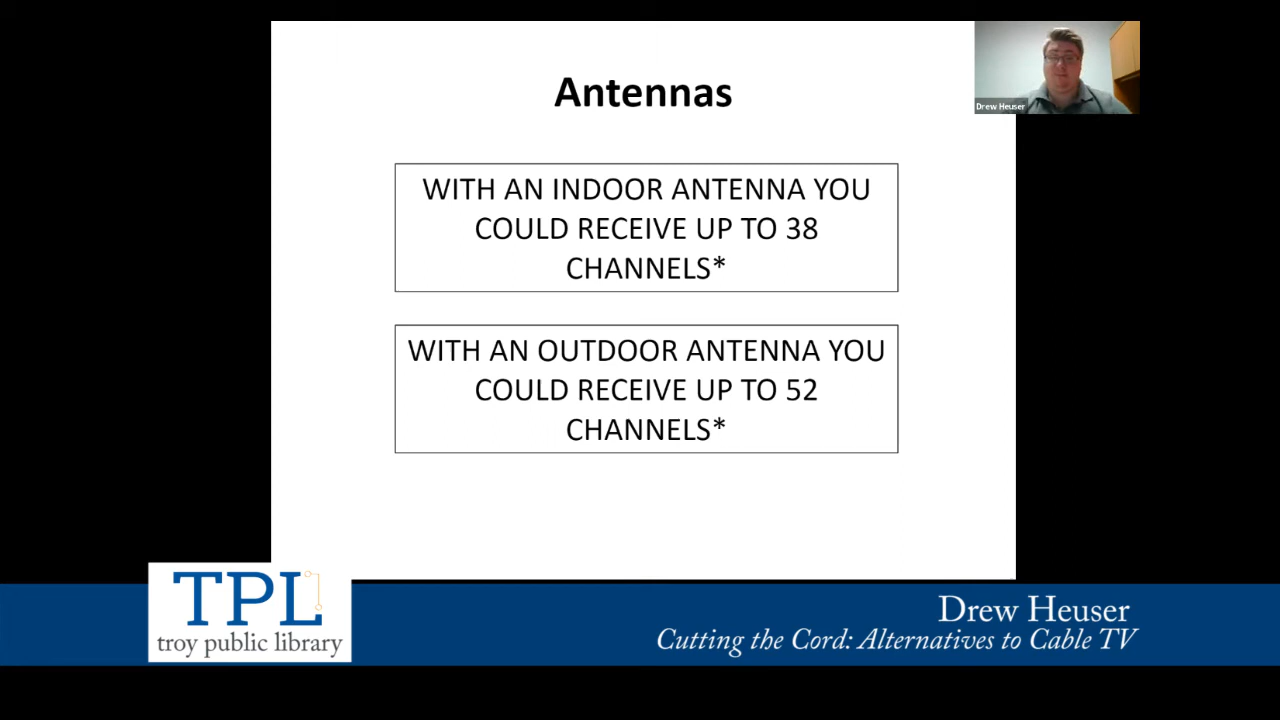 Antennas
Drew Heuser
WITH AN INDOOR ANTENNA YOU
COULD RECEIVE UP TO 38
CHANNELS*
WITH AN OUTDOOR ANTENNA YOU
COULD RECEIVE UP TO 52
CHANNELS*
TPL
troy public library
Drew Heuser
Cutting the Cord: Alternatives to Cable TV